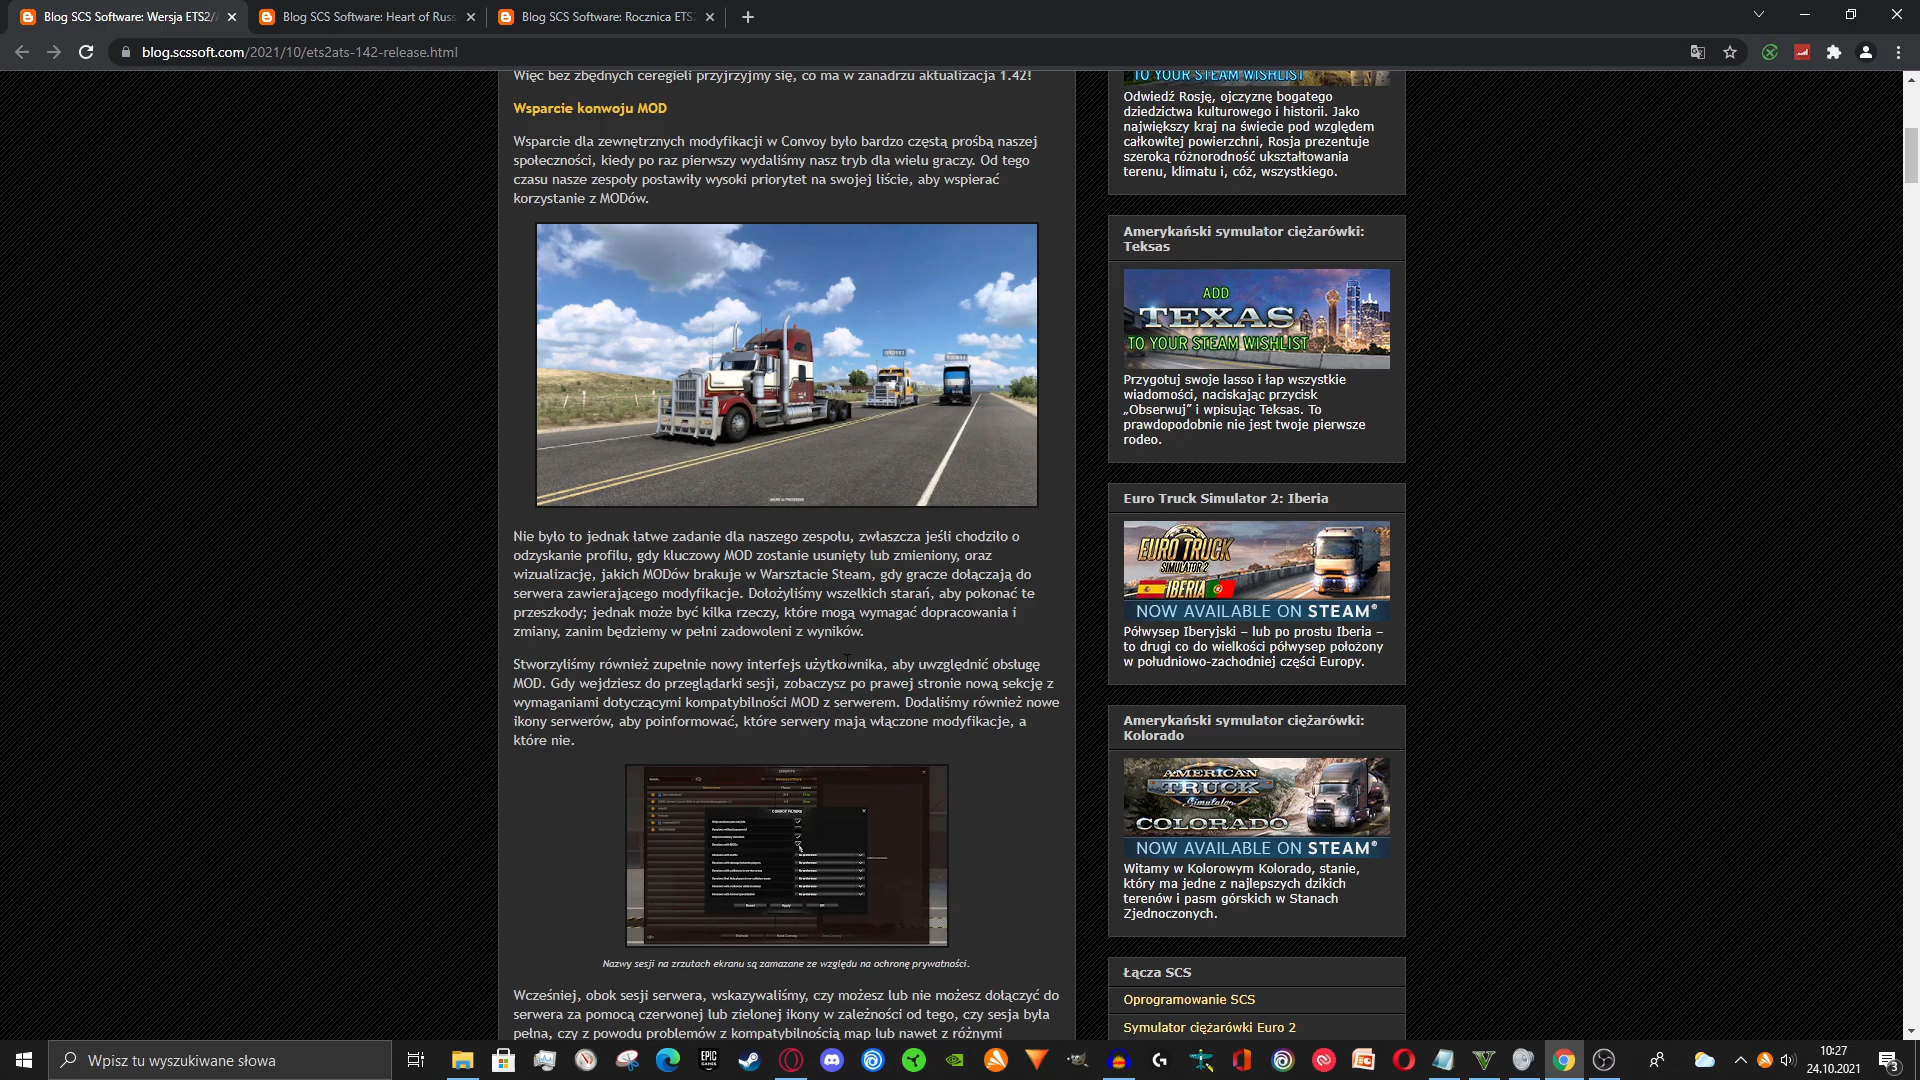 Blog SCS Software: Wersja ETS2/
Blog SCS Software: Heart of Russ
Blog SCS Software: Rocznica ETS
blog.scssoft.com/2021/10/ets2ats-142-release.html
Więc bez zbędnych ceregieli przyjrzyjmy się, co ma w zanadrzu aktualizacja 1.42!
Wsparcie konwoju MOD
Wsparcie dla zewnętrznych modyfikacji w Convoy było bardzo częstą prośbą naszej
społeczności, kiedy po raz pierwszy wydaliśmy nasz tryb dla wielu graczy. Od tego
czasu nasze zespoły postawiły wysoki priorytet na swojej liście, aby wspierać
korzystanie z MODów.
Nie było to jednak łatwe zadanie dla naszego zespołu, zwłaszcza jeśli chodziło o
odzyskanie profilu, gdy kluczowy MOD zostanie usunięty lub zmieniony, oraz
wizualizację, jakich MODów brakuje w Warsztacie Steam, gdy gracze dołączają do
serwera zawierającego modyfikacje. Dołożyliśmy wszelkich starań, aby pokonać te
przeszkody; jednak może być kilka rzeczy, które mogą wymagać dopracowania i
zmiany, zanim będziemy w pełni zadowoleni z wyników.
Stworzyliśmy również zupełnie nowy interfejs użytkownika, aby uwzględnić obsługę
MOD. Gdy wejdziesz do przeglądarki sesji, zobaczysz po prawej stronie nową sekcję z
wymaganiami dotyczącymi kompatybilności MOD z serwerem. Dodaliśmy również nowe
ikony serwerów, aby poinformować, które serwery mają włączone modyfikacje, a
które nie.
CONVOY FILTERS
Reset Apply OK
Nazwy sesji na zrzutach ekranu są zamazane ze względu na ochronę prywatności.
Wcześniej, obok sesji serwera, wskazywaliśmy, czy możesz lub nie możesz dołączyć do
serwera za pomocą czerwonej lub zielonej ikony w zależności od tego, czy sesja była
pełna, czy z powodu problemów z kompatybilnością map lub nawet z różnymi
TO YOUR STEAM WISHLIST
Odwiedź Rosję, ojczyznę bogatego
dziedzictwa kulturowego i historii. Jako
największy kraj na świecie pod względem
całkowitej powierzchni, Rosja prezentuje
szeroką różnorodność ukształtowania
terenu, klimatu i, cóż, wszystkiego.
Amerykański symulator ciężarówki:
Teksas
ADD
TEXAS
TO YOUR STEAM WISHLIST
Przygotuj swoje lasso i łap wszystkie
wiadomości, naciskając przycisk
„Obserwuj” i wpisując Teksas. To
prawdopodobnie nie jest twoje pierwsze
rodeo.
Euro Truck Simulator 2: Iberia
EURO TRUCK
SIMULATOR 2
IBERIA
NOW AVAILABLE ON STEAM®
Półwysep Iberyjski – lub po prostu Iberia –
to drugi co do wielkości półwysep położony
w południowo-zachodniej części Europy.
Amerykański symulator ciężarówki:
Kolorado
AMERICAN
TRUCK
Simulator
COLORADO
NOW AVAILABLE ON STEAM®
Witamy w Kolorowym Kolorado, stanie,
który ma jedne z najlepszych dzikich
terenów i pasm górskich w Stanach
Zjednoczonych.
Łącza SCS
Oprogramowanie SCS
Symulator ciężarówki Euro 2
Wpisz tu wyszukiwane słowa
EPIC
GAMES
10:27
24.10.2021
3